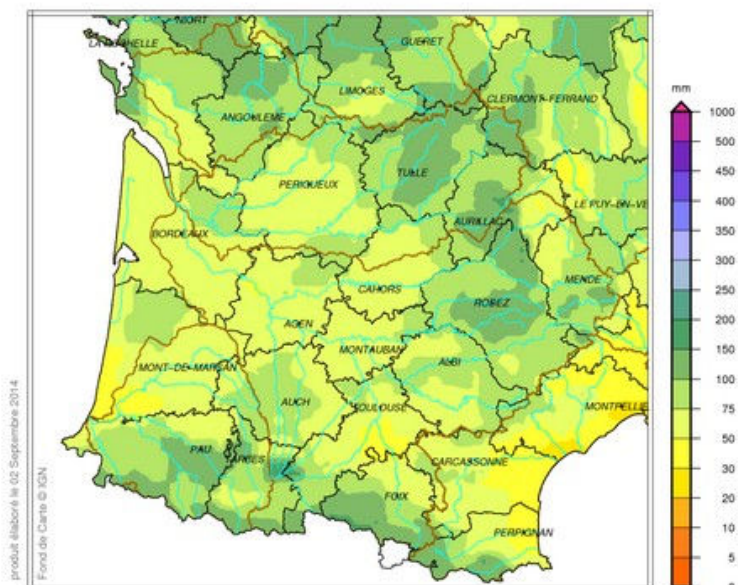 NIORT
GUERET
LIMOGES
CLERMONT-FERRAND
ANGOULEME
TULLE
PERIGUEUX
AURILLAC
LE PUY-EN-VE
BORDEAUX
CAHORS
MENDE
RODEZ
AGEN
MONTAUBAN
ALBI
MONT-DE-MARSAN
AUCH
TOULOUSE
MONTPELLIE
PAU
TARBES
CARCASSONNE
FOIX
PERPIGNAN
mm
1000
500
450
400
350
300
250
200
150
100
75
50
30
20
10
5
produit élaboré le 02 Septembre 2014
Fond de Carte © IGN